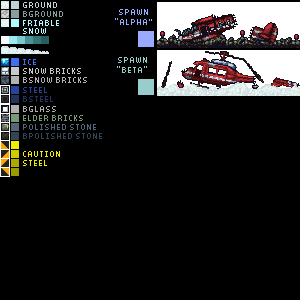 GROUND
BGROUND
FRIABLE
SNOW
ICE
SNOW BRICKS
BSNOW BRICKS
STEEL
BSTEEL
BGLASS
ELDER BRICKS
POLISHED STONE
BPOLISHED STONE
CAUTION
STEEL
SPAWN
"ALPHA"
SPAWN
"BETA"